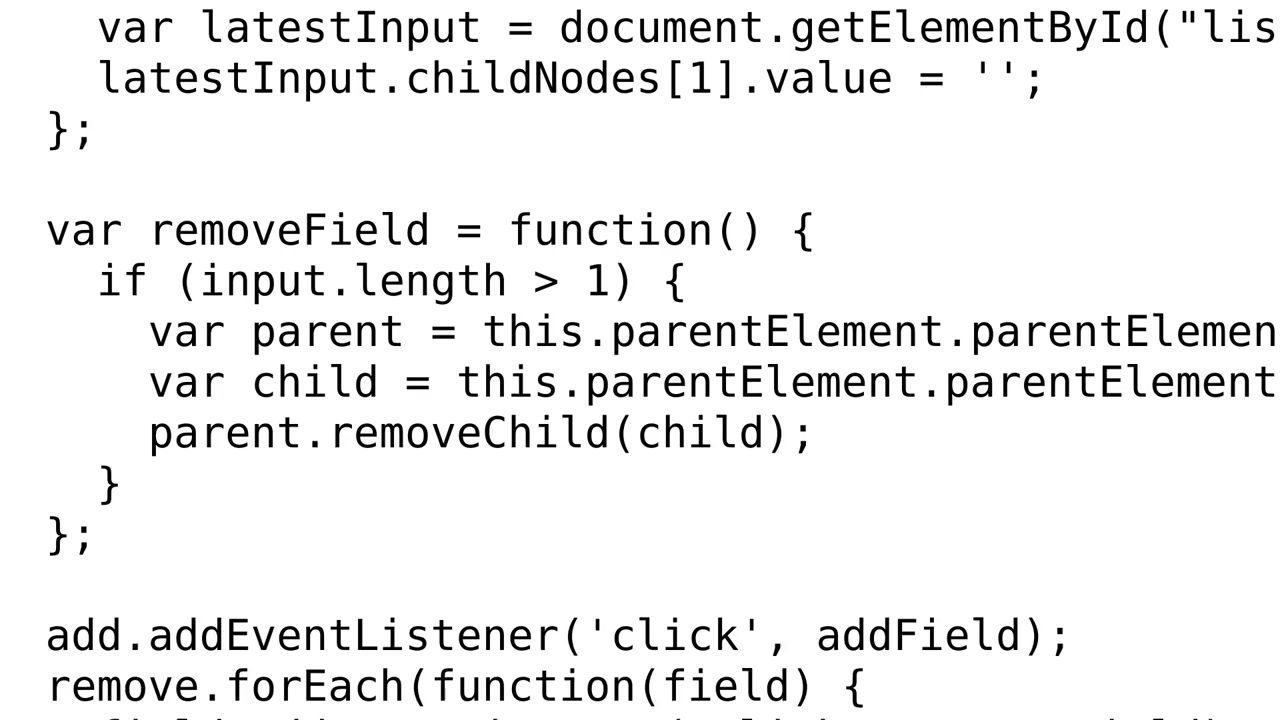 var latestInput = document.getElementById("lis
latestInput.childNodes[1].value = '';
};
var removeField = function() {
if (input.length > 1) {
var parent = this.parentElement.parentElemen
var child = this.parentElement.parentElement
parent.removeChild(child);
}
};
add.addEventListener('click', addField);
remove.forEach(function(field) {